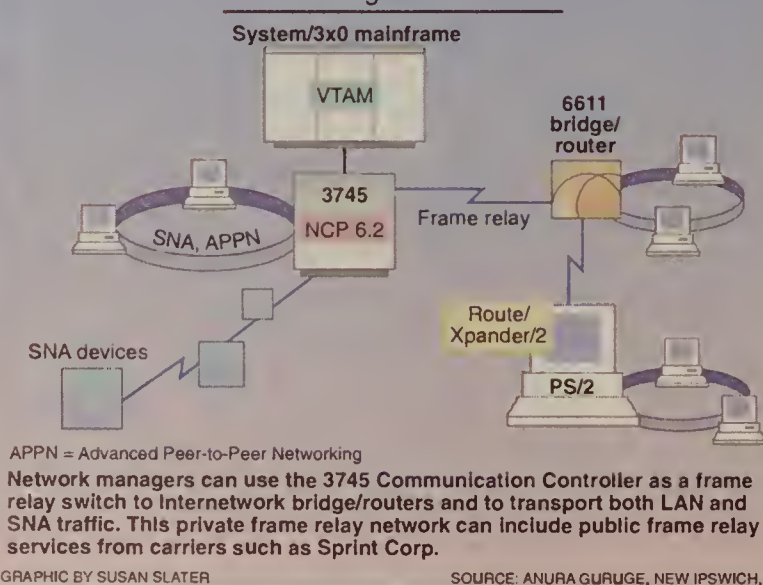 System/3x0 mainframe
VTAM
6611
bridge/
router
3745
NCP 6.2
Frame relay
SNA, APPN
Route/
Xpander/2
SNA devices
PS/2
APPN = Advanced Peer-to-Peer Networking
Network managers can use the 3745 Communication Controller as a frame
relay switch to internetwork bridge/routers and to transport both LAN and
SNA traffic. This private frame relay network can include public frame relay
services from carriers such as Sprint Corp.
GRAPHIC BY SUSAN SLATER
SOURCE: ANURA GURUGE, NEW IPSWICH,